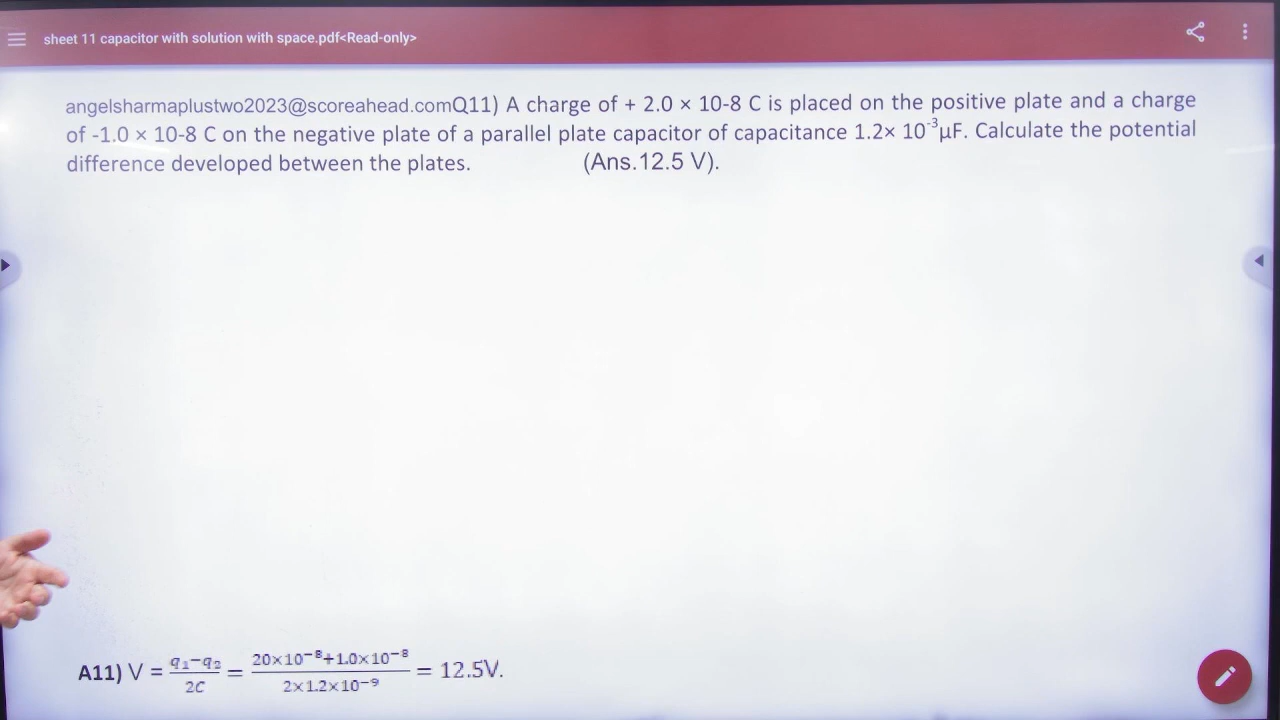 sheet 11 capacitor with solution with space.pdf<Read-only>
angelsharmaplustwo2023@scoreahead.comQ11) A charge of + 2.0 × 10-8 C is placed on the positive plate and a charge
of -1.0 × 10-8 C on the negative plate of a parallel plate capacitor of capacitance 1.2× 10⁻³μF. Calculate the potential
difference developed between the plates. (Ans.12.5 V).
A11) V = q₁−q₂/2C = 20×10⁻⁸+1.0×10⁻⁸/2×1.2×10⁻⁹ = 12.5V.